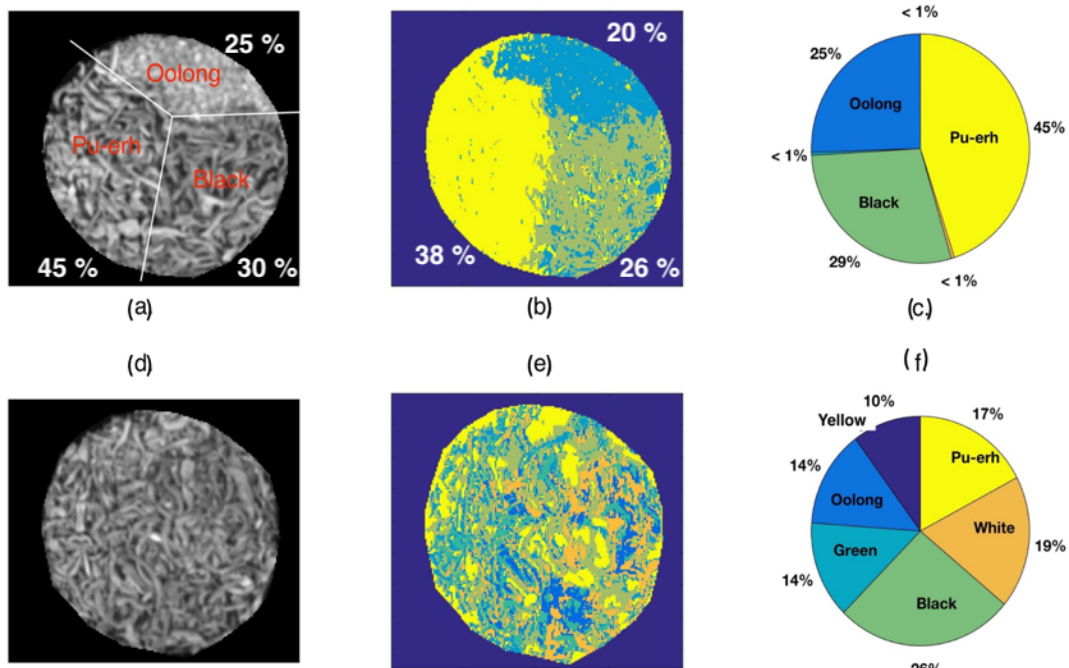 25 %
Oolong
Pu-erh
Black
45 %
30 %
(a)
20 %
38 %
26 %
(b)
< 1%
25%
Oolong
Pu-erh
45%
< 1%
Black
29%
< 1%
(c.)
(d)
(e)
(f)
10%
Yellow
17%
Pu-erh
14%
Oolong
White
19%
Green
14%
Black